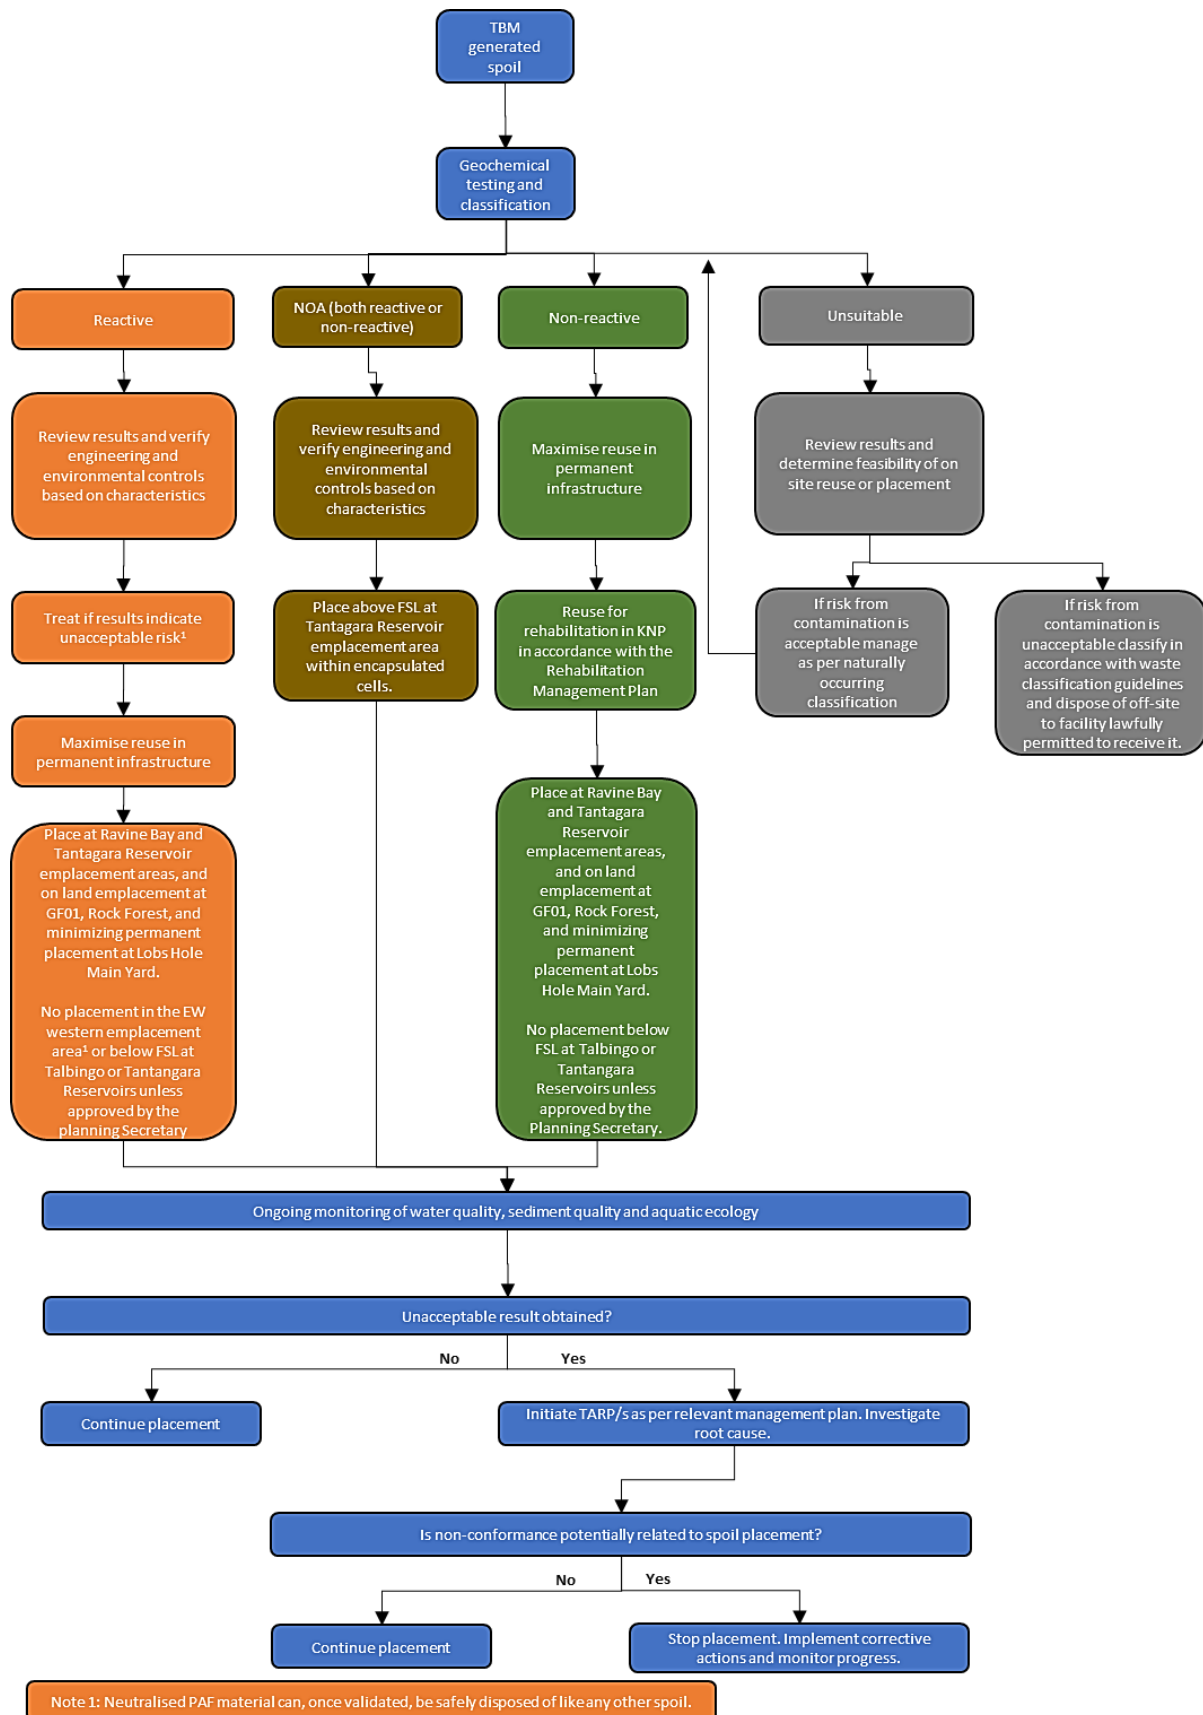 TBM
generated
spoil
Geochemical
testing and
classification
Reactive
NOA (both reactive or
non-reactive)
Non-reactive
Unsuitable
Review results and verify
engineering and
environmental controls
based on characteristics
Review results and
verify engineering and
environmental
controls based on
characteristics
Maximise reuse in
permanent
infrastructure
Review results and
determine feasibility of on
site reuse or placement
Treat if results indicate
unacceptable risk¹
Place above FSL at
Tantagara Reservoir
emplacement area
within encapsulated
cells.
Reuse for
rehabilitation in KNP
in accordance with the
Rehabilitation
Management Plan
If risk from
contamination is
acceptable manage
as per naturally
occurring
classification
If risk from
contamination is
unacceptable classify in
accordance with waste
classification guidelines
and dispose of off-site
to facility lawfully
permitted to receive it.
Maximise reuse in
permanent infrastructure
Place at Ravine Bay and
Tantagara Reservoir
emplacement areas, and
on land emplacement at
GF01, Rock Forest, and
minimizing permanent
placement at Lobs Hole
Main Yard.
No placement in the EW
western emplacement
area¹ or below FSL at
Talbingo or Tantangara
Reservoirs unless
approved by the
planning Secretary
Place at Ravine Bay
and Tantagara
Reservoir
emplacement areas,
and on land
emplacement at
GF01, Rock Forest,
and minimizing
permanent
placement at Lobs
Hole Main Yard.
No placement below
FSL at Talbingo or
Tantangara
Reservoirs unless
approved by the
Planning Secretary.
Ongoing monitoring of water quality, sediment quality and aquatic ecology
Unacceptable result obtained?
No
Yes
Continue placement
Initiate TARP/s as per relevant management plan. Investigate
root cause.
Is non-conformance potentially related to spoil placement?
No
Yes
Continue placement
Stop placement. Implement corrective
actions and monitor progress.
Note 1: Neutralised PAF material can, once validated, be safely disposed of like any other spoil.